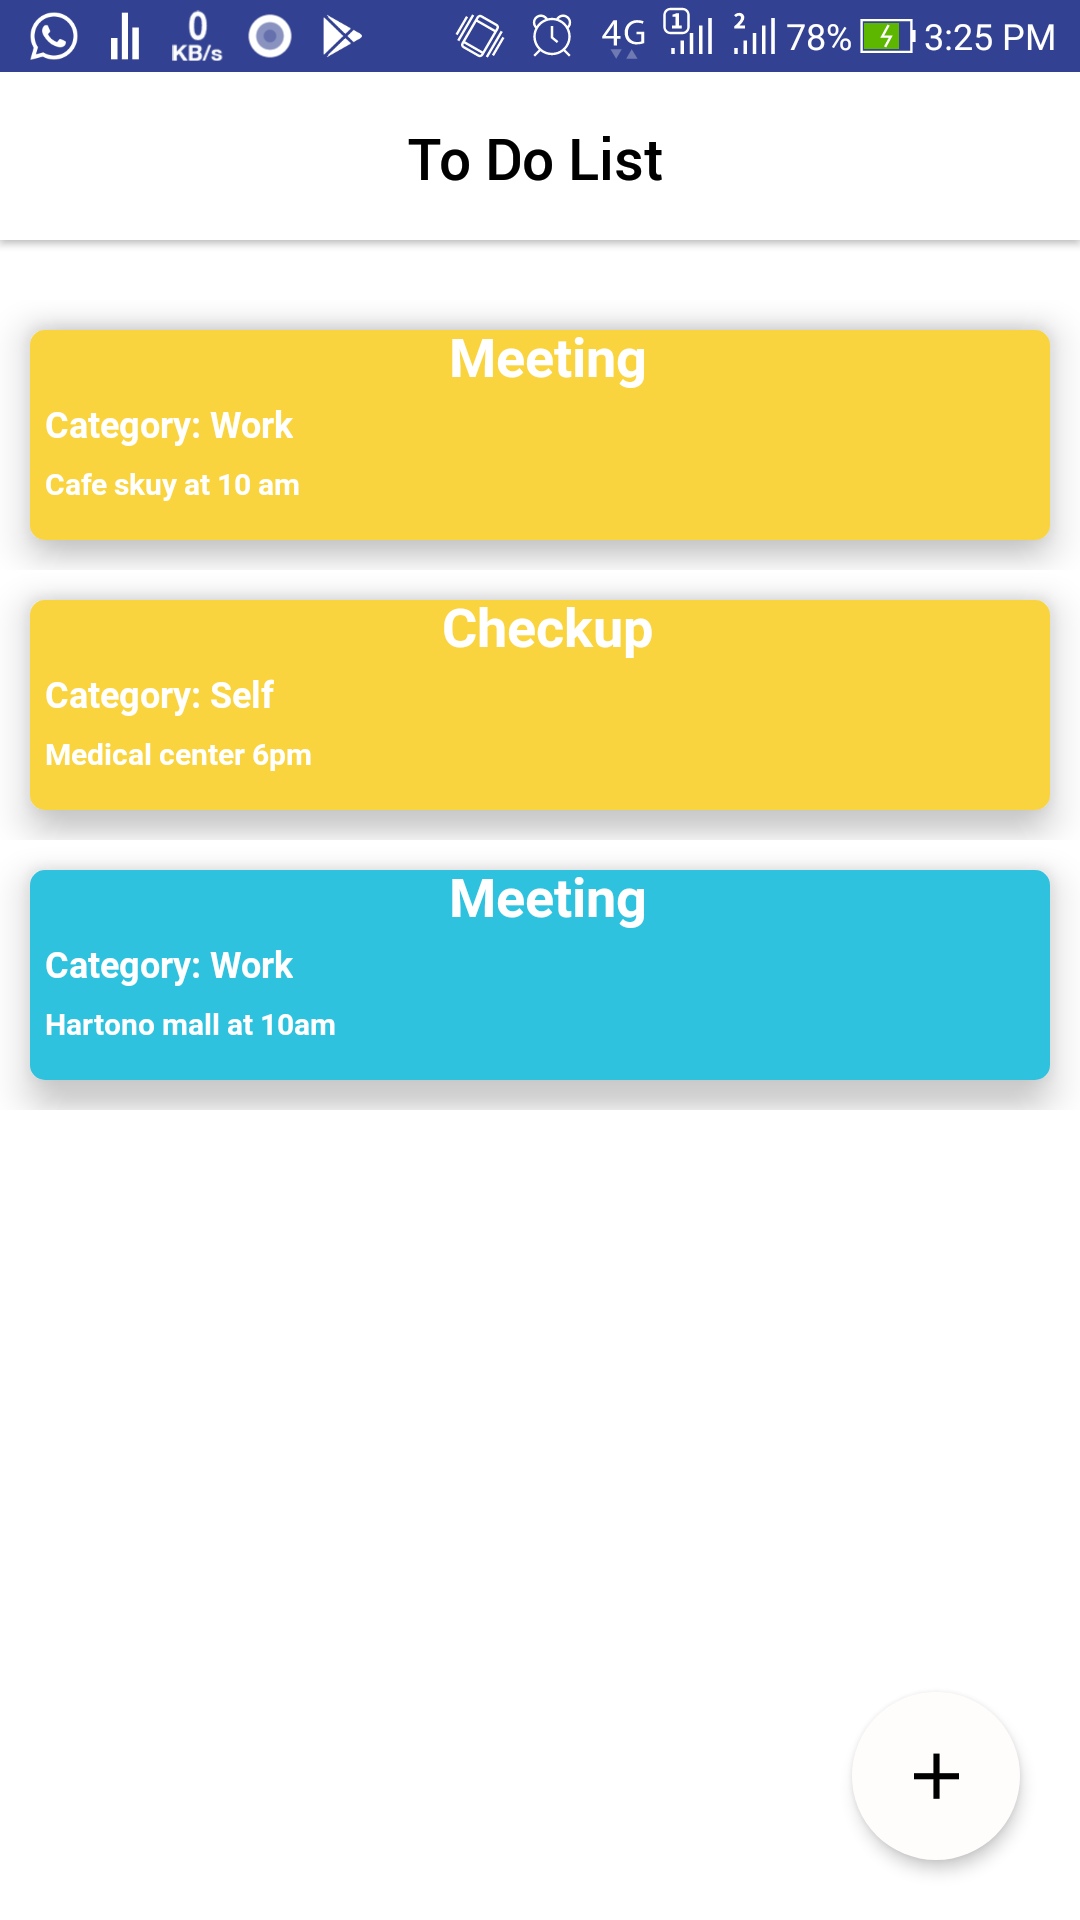 0
KB/s
4G
1
2
78%
3:25 PM
To Do List
Meeting
Category: Work
Cafe skuy at 10 am
Checkup
Category: Self
Medical center 6pm
Meeting
Category: Work
Hartono mall at 10am